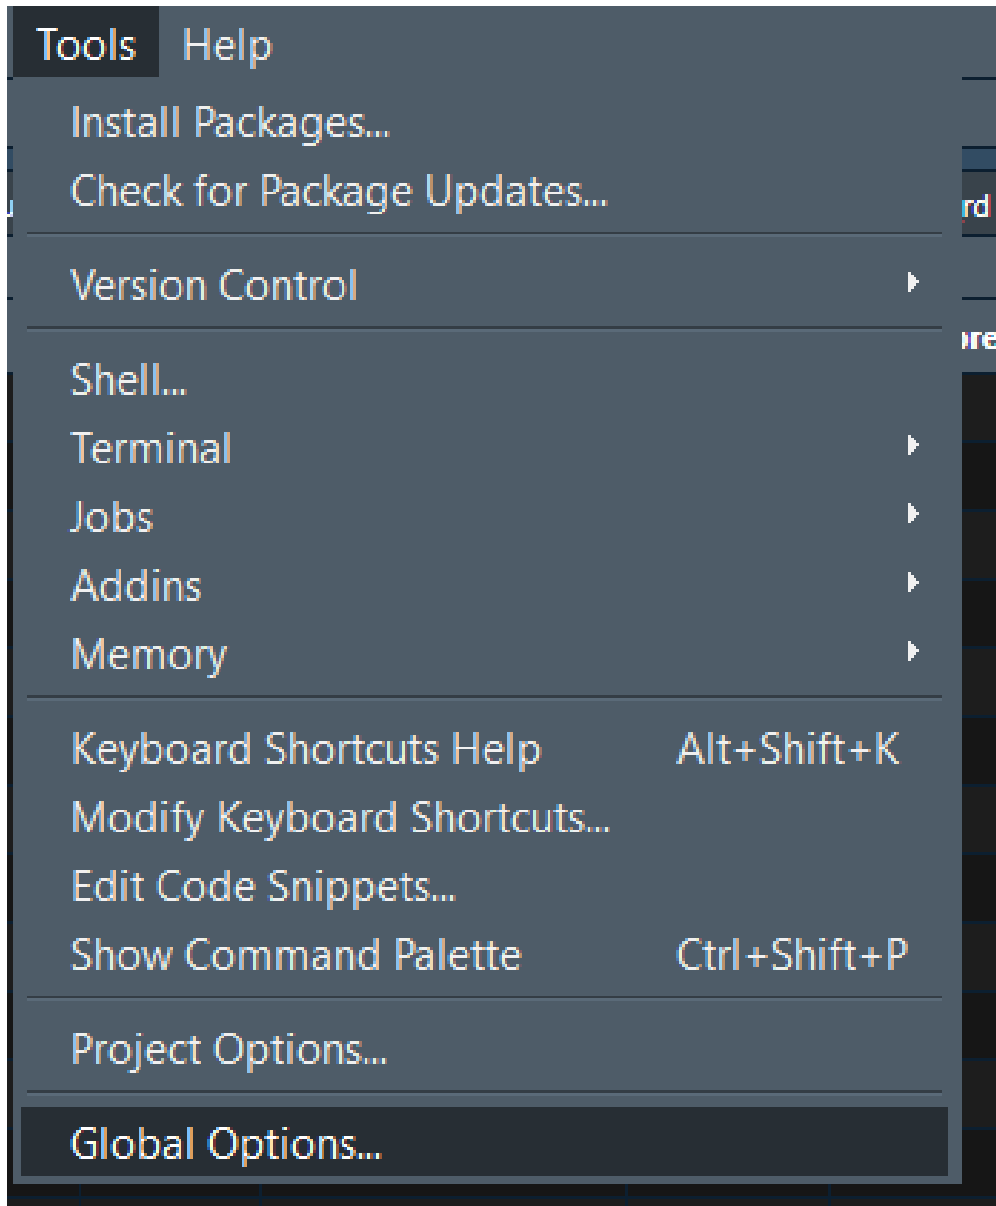 Tools Help
Install Packages...
Check for Package Updates...
rd
Version Control
Shell...
Terminal
Jobs
Addins
Memory
Keyboard Shortcuts Help Alt+Shift+K
Modify Keyboard Shortcuts...
Edit Code Snippets...
Show Command Palette Ctrl+Shift+P
Project Options...
Global Options...